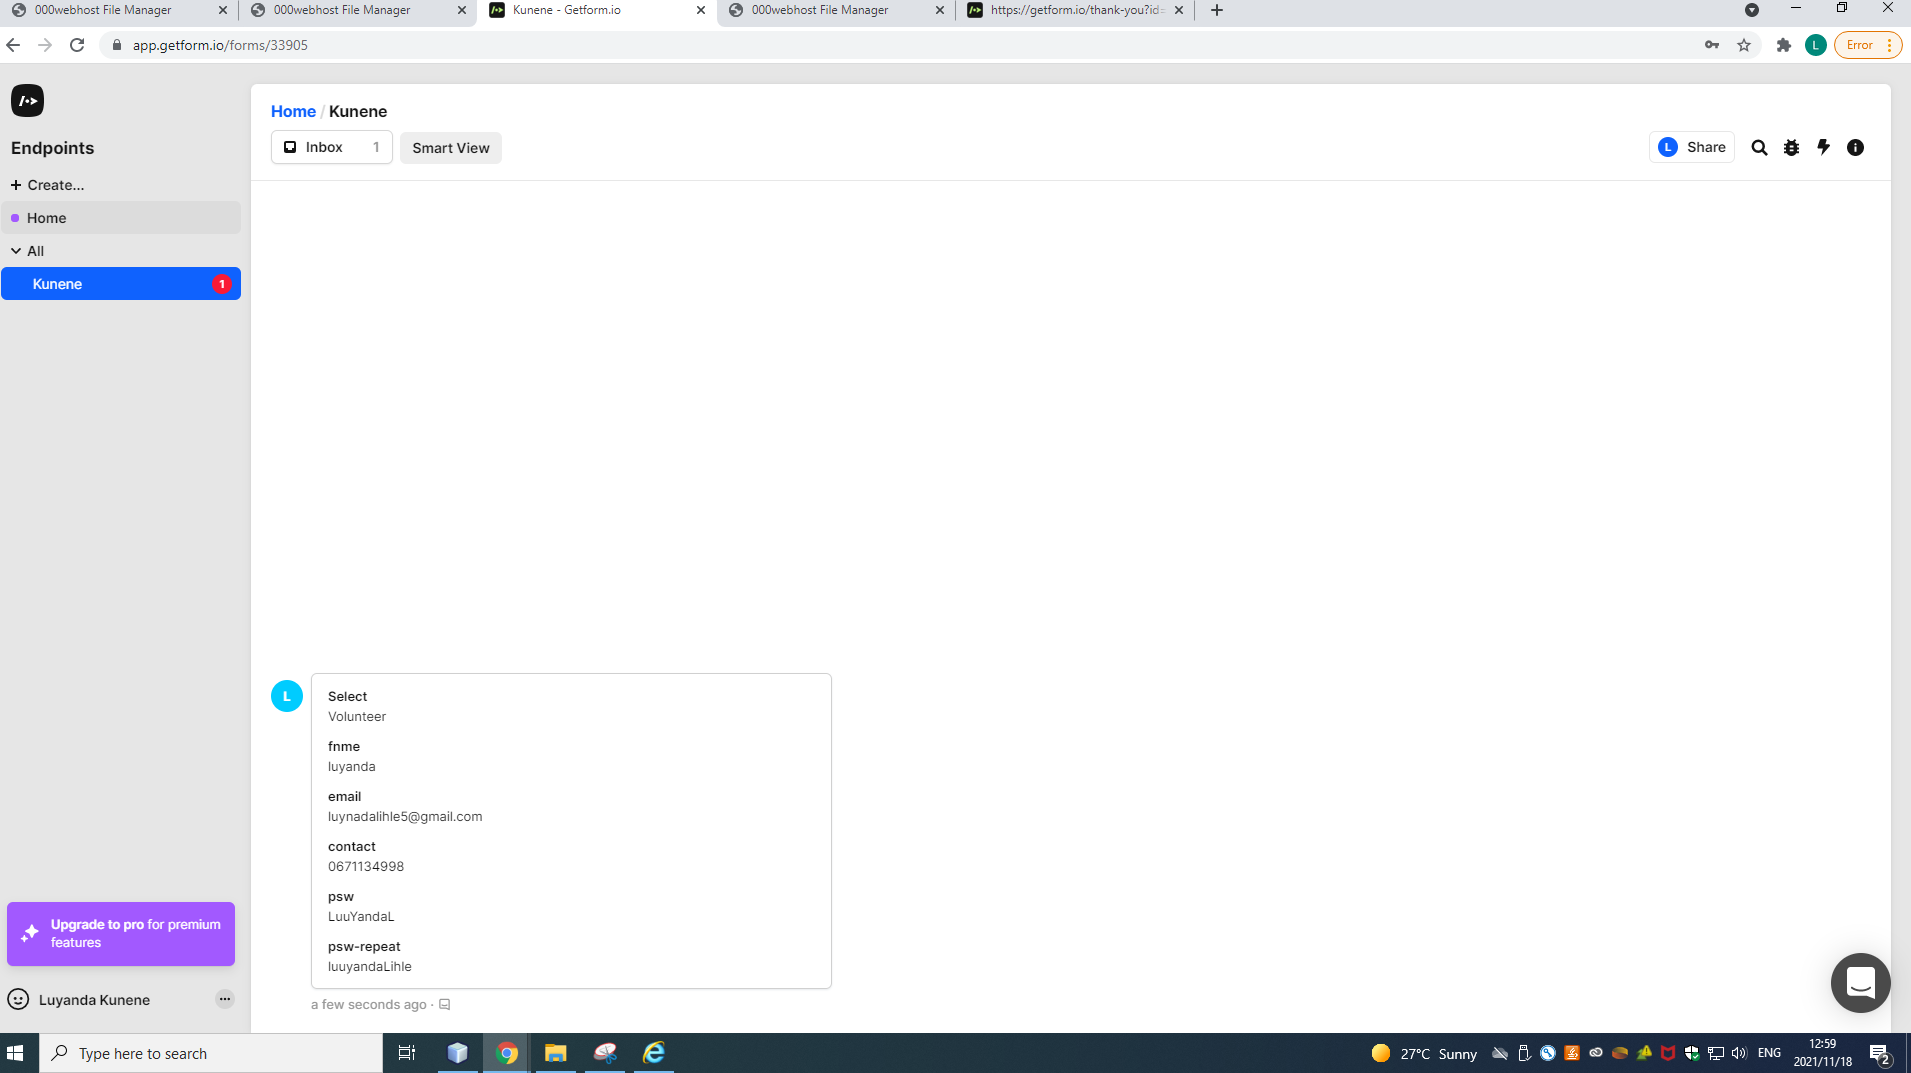 000webhost File Manager
000webhost File Manager
Kunene - Getform.io
000webhost File Manager
https://getform.io/thank-you?id=
app.getform.io/forms/33905
L
Error
Endpoints
+ Create...
Home
All
Kunene
1
Home / Kunene
Inbox 1
Smart View
L Share
L
Select
Volunteer
fnme
luyanda
email
luynadalihle5@gmail.com
contact
0671134998
psw
LuuYandaL
psw-repeat
luuyandaLihle
a few seconds ago ·
Upgrade to pro for premium
features
Luyanda Kunene
Type here to search
27°C Sunny
ENG
12:59
2021/11/18
2